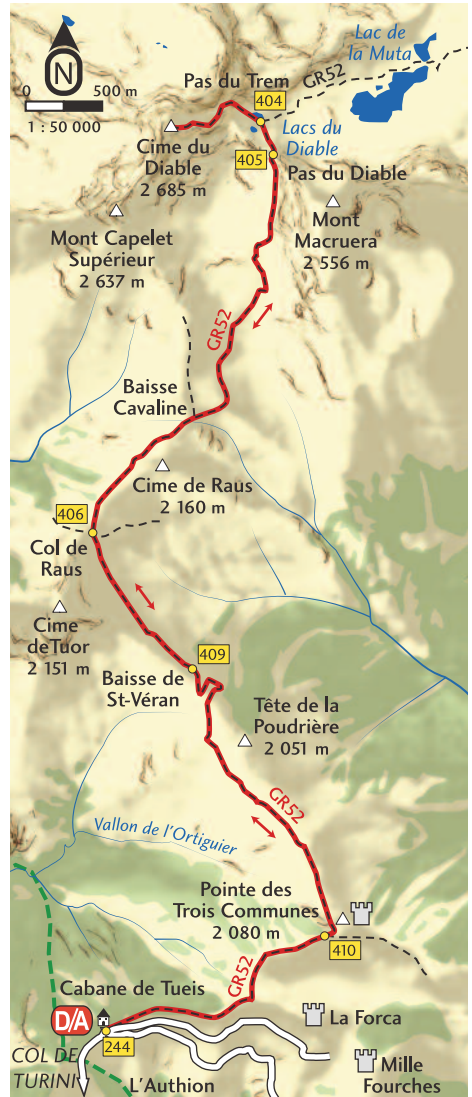 Lac de
la Muta
GR52
N
0 500 m
1 : 50 000
Pas du Trem
404
Lacs du
Diable
Cime du
Diable
2 685 m
405
Pas du Diable
Mont
Macruera
2 556 m
Mont Capelet
Supérieur
2 637 m
GR52
Baisse
Cavaline
Cime de Raus
2 160 m
406
Col de
Raus
Cime
de Tuor
2 151 m
409
Baisse de
St-Véran
Tête de la
Poudrière
2 051 m
GR52
Vallon de l'Ortiguier
Pointe des
Trois Communes
2 080 m
410
GR52
Cabane de Tueis
D/A
244
La Forca
COL DE
TURINI
L'Authion
Mille
Fourches